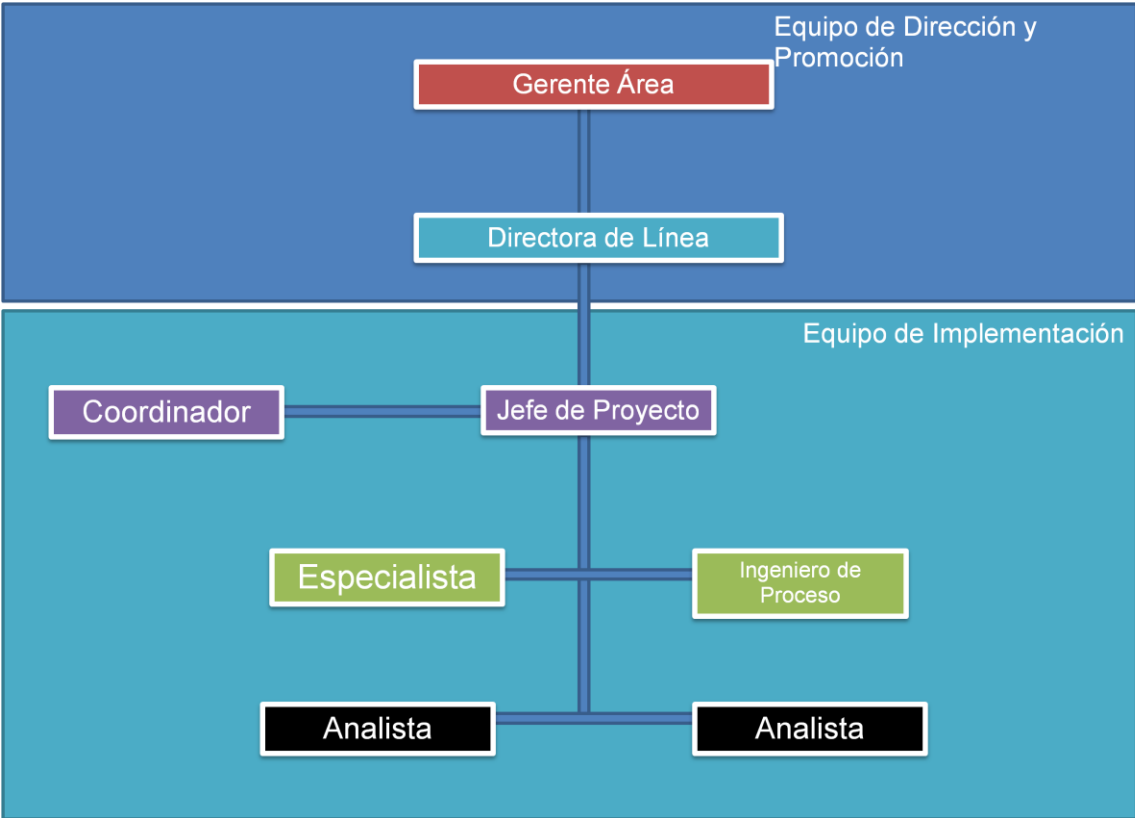 Equipo de Dirección y
Promoción
Gerente Área
Directora de Línea
Equipo de Implementación
Coordinador
Jefe de Proyecto
Especialista
Ingeniero de
Proceso
Analista
Analista